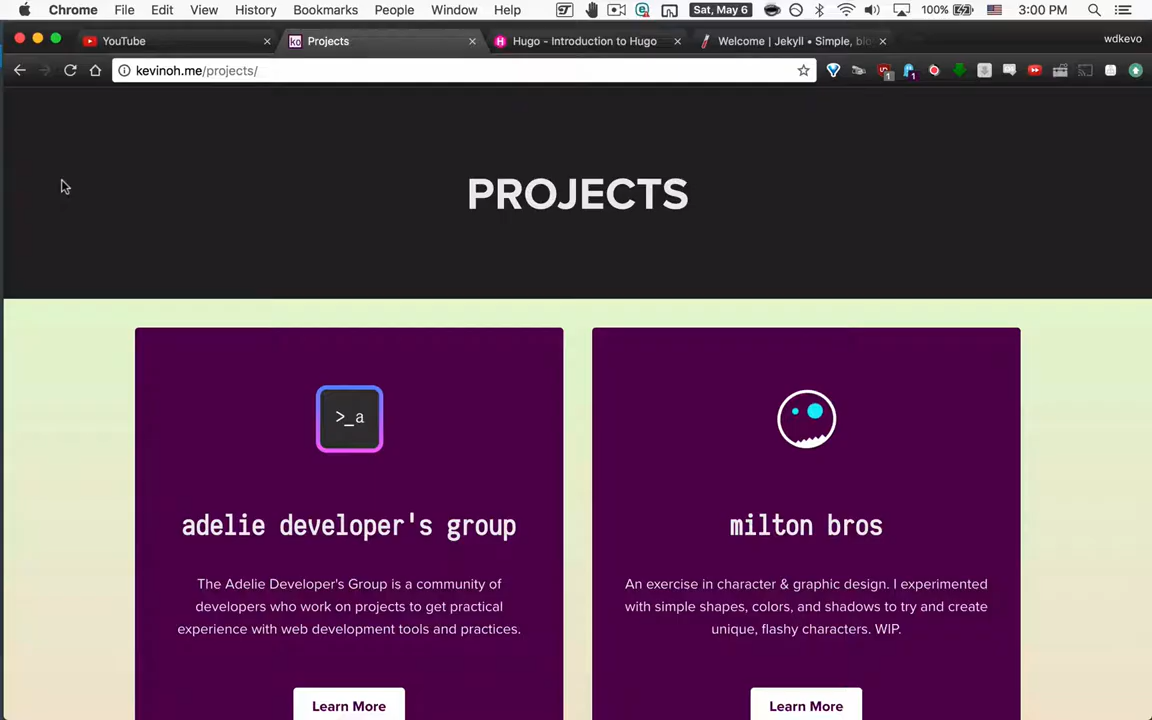 Chrome File Edit View History Bookmarks People Window Help Sat, May 6 100% 3:00 PM
YouTube Projects Hugo - Introduction to Hugo Welcome | Jekyll • Simple, blo wdkevo
kevinoh.me/projects/
1 1
PROJECTS
>_a
adelie developer's group
The Adelie Developer's Group is a community of
developers who work on projects to get practical
experience with web development tools and practices.
Learn More
milton bros
An exercise in character & graphic design. I experimented
with simple shapes, colors, and shadows to try and create
unique, flashy characters. WIP.
Learn More